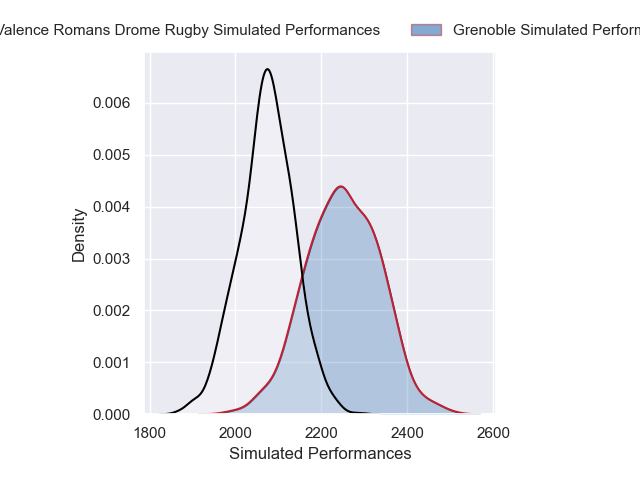 Valence Romans Drome Rugby Simulated Performances
Grenoble Simulated
0.006
0.005
0.004
0.003
0.002
0.001
0.000
Density
1800 2000 2200 2400 2600
Simulated Performances